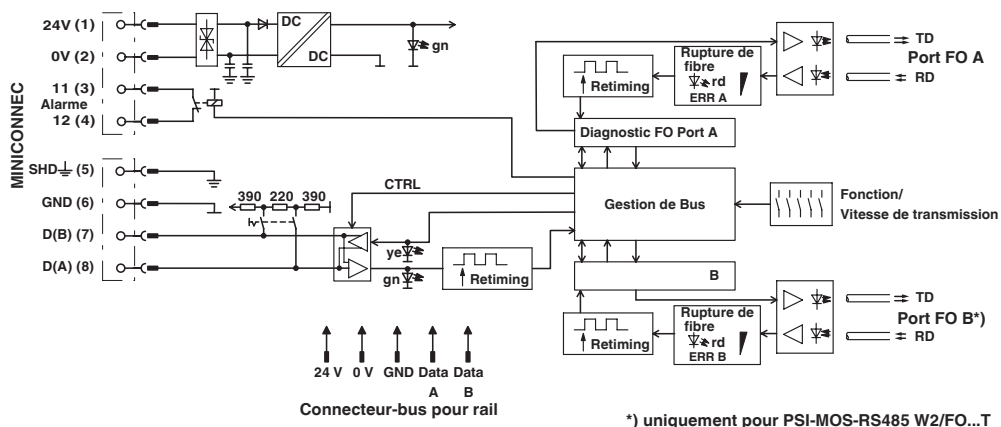 MINICONNEC
24V (1)
0V (2)
11 (3)
Alarme
12 (4)
SHD (5)
GND (6)
D(B) (7)
D(A) (8)
DC
DC
gn
390 220 390
CTRL
ye
gn
Retiming
Retiming
Rupture de
fibre
rd
ERR A
TD
Port FO A
RD
Diagnostic FO Port A
Gestion de Bus
Fonction/
Vitesse de transmission
B
Retiming
Rupture de
fibre
rd
ERR B
TD
Port FO B*)
RD
24 V 0 V GND Data Data
A B
Connecteur-bus pour rail
*) uniquement pour PSI-MOS-RS485 W2/FO...T